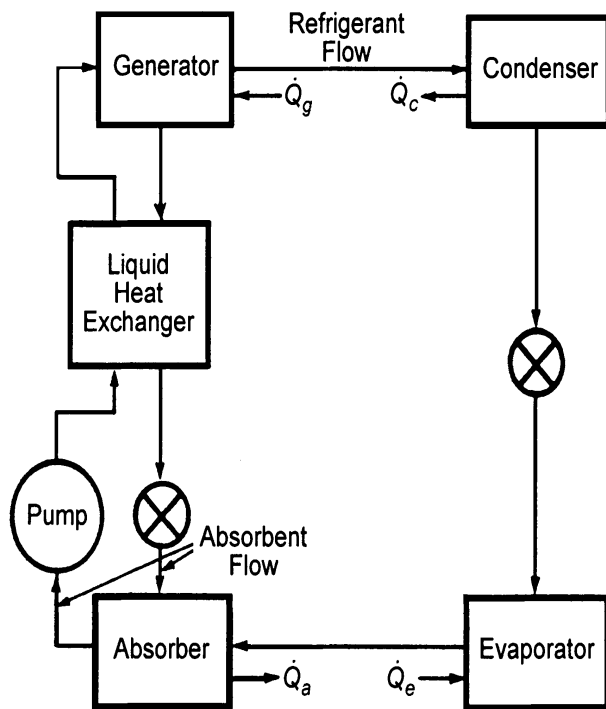 Refrigerant
Flow
Generator
Condenser
Q̇g
Q̇c
Liquid
Heat
Exchanger
Pump
Absorbent
Flow
Absorber
Evaporator
Q̇a
Q̇e